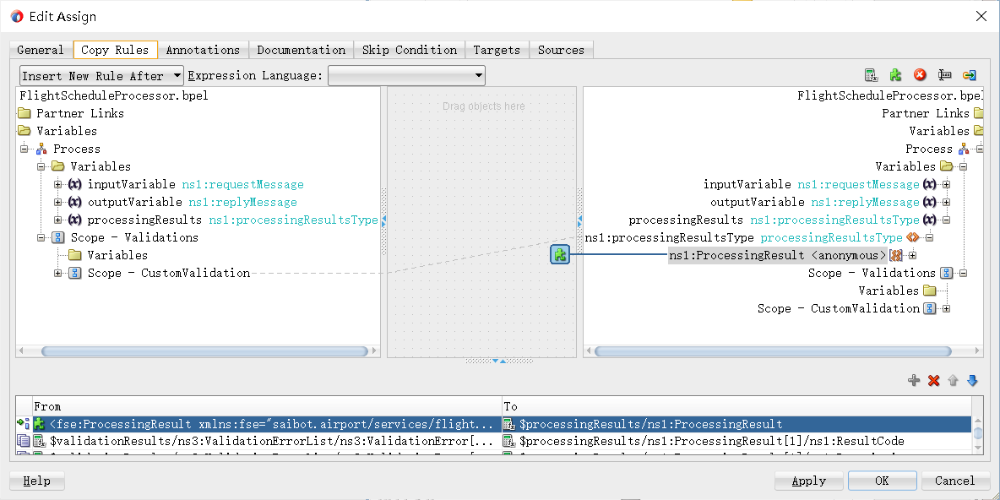 Edit Assign
General Copy Rules Annotations Documentation Skip Condition Targets Sources
Insert New Rule After Expression Language:
FlightScheduleProcessor.bpel
Partner Links
Variables
Process
Variables
(x) inputVariable ns1:requestMessage
(x) outputVariable ns1:replyMessage
(x) processingResults ns1:processingResultsType
Scope - Validations
Variables
Scope - CustomValidation
Drag objects here
FlightScheduleProcessor.bpel
Partner Links
Variables
Process
Variables
inputVariable ns1:requestMessage (x)
outputVariable ns1:replyMessage (x)
processingResults ns1:processingResultsType (x)
ns1:processingResultsType processingResultsType
ns1:ProcessingResult <anonymous>
Scope - Validations
Variables
Scope - CustomValidation
From To
<fse:ProcessingResult xmlns:fse="saibot.airport/services/flight... $processingResults/ns1:ProcessingResult
$validationResults/ns3:ValidationErrorList/ns3:ValidationError[... $processingResults/ns1:ProcessingResult[1]/ns1:ResultCode
Help Apply OK Cancel